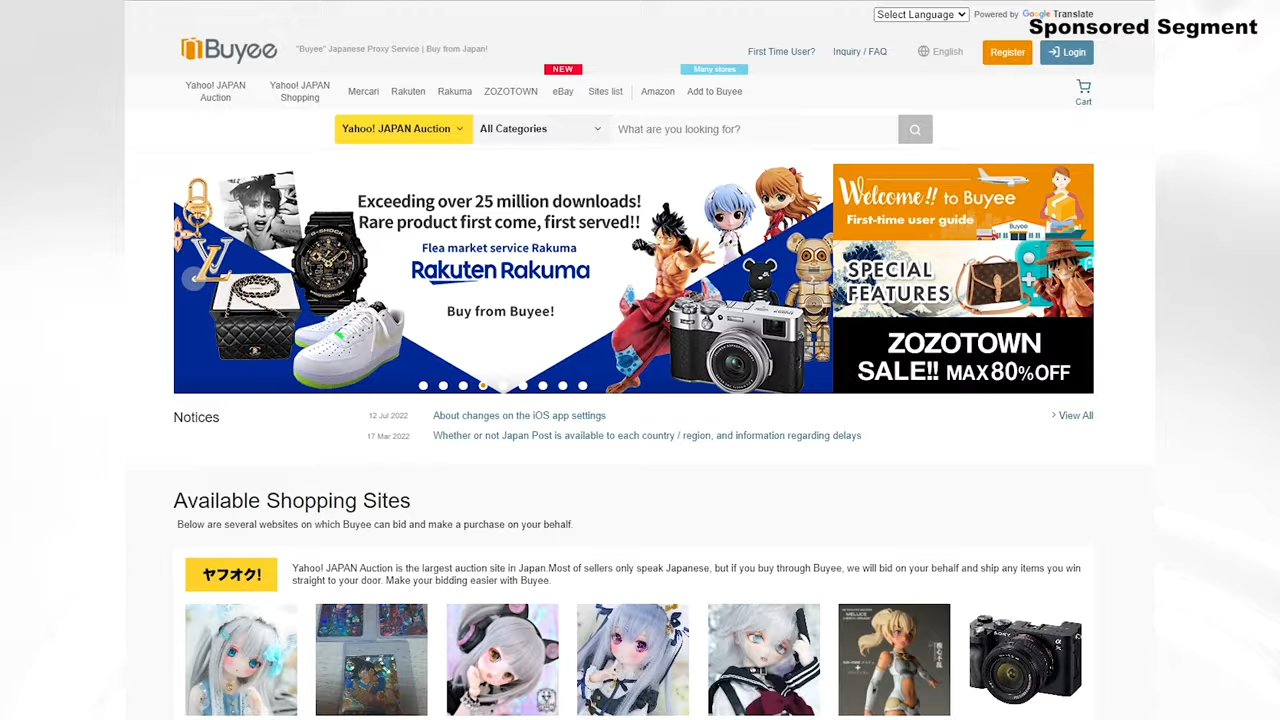 Select Language
Powered by Google Translate
Sponsored Segment
Buyee
"Buyee" Japanese Proxy Service | Buy from Japan!
First Time User?
Inquiry / FAQ
English
Register
Login
NEW
Many stores
Yahoo! JAPAN
Auction
Yahoo! JAPAN
Shopping
Mercari
Rakuten
Rakuma
ZOZOTOWN
eBay
Sites list
Amazon
Add to Buyee
Cart
Yahoo! JAPAN Auction
All Categories
What are you looking for?
Exceeding over 25 million downloads!
Rare product first come, first served!!
Flea market service Rakuma
Rakuten Rakuma
Buy from Buyee!
G-SHOCK
PROTECTION
Welcome!! to Buyee
First-time user guide
Buyee
SPECIAL
FEATURES
ZOZOTOWN
SALE!! MAX80%OFF
Notices
12 Jul 2022
About changes on the iOS app settings
View All
17 Mar 2022
Whether or not Japan Post is available to each country / region, and information regarding delays
Available Shopping Sites
Below are several websites on which Buyee can bid and make a purchase on your behalf.
ヤフオク!
Yahoo! JAPAN Auction is the largest auction site in Japan.Most of sellers only speak Japanese, but if you buy through Buyee, we will bid on your behalf and ship any items you win
straight to your door. Make your bidding easier with Buyee.
SONY